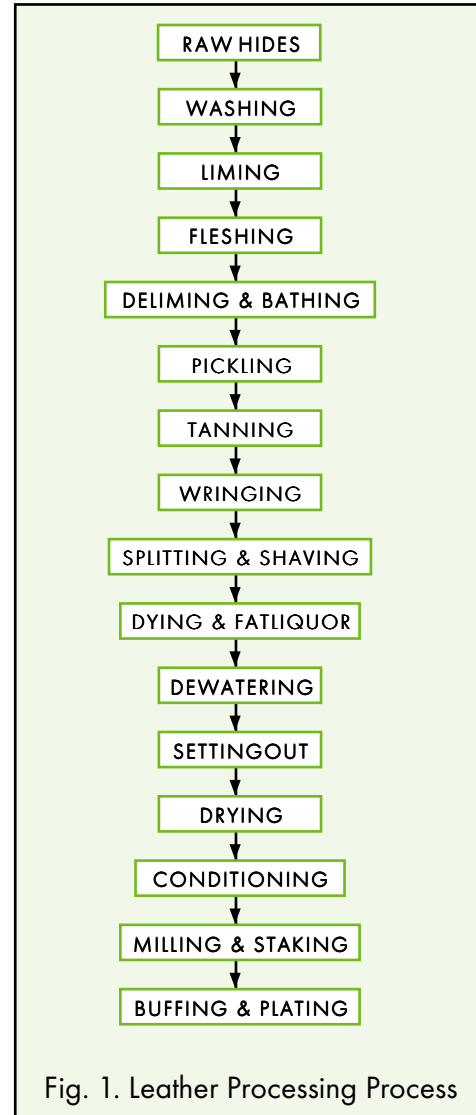 RAW HIDES
WASHING
LIMING
FLESHING
DELIMING & BATHING
PICKLING
TANNING
WRINGING
SPLITTING & SHAVING
DYING & FATLIQUOR
DEWATERING
SETTINGOUT
DRYING
CONDITIONING
MILLING & STAKING
BUFFING & PLATING
Fig. 1. Leather Processing Process